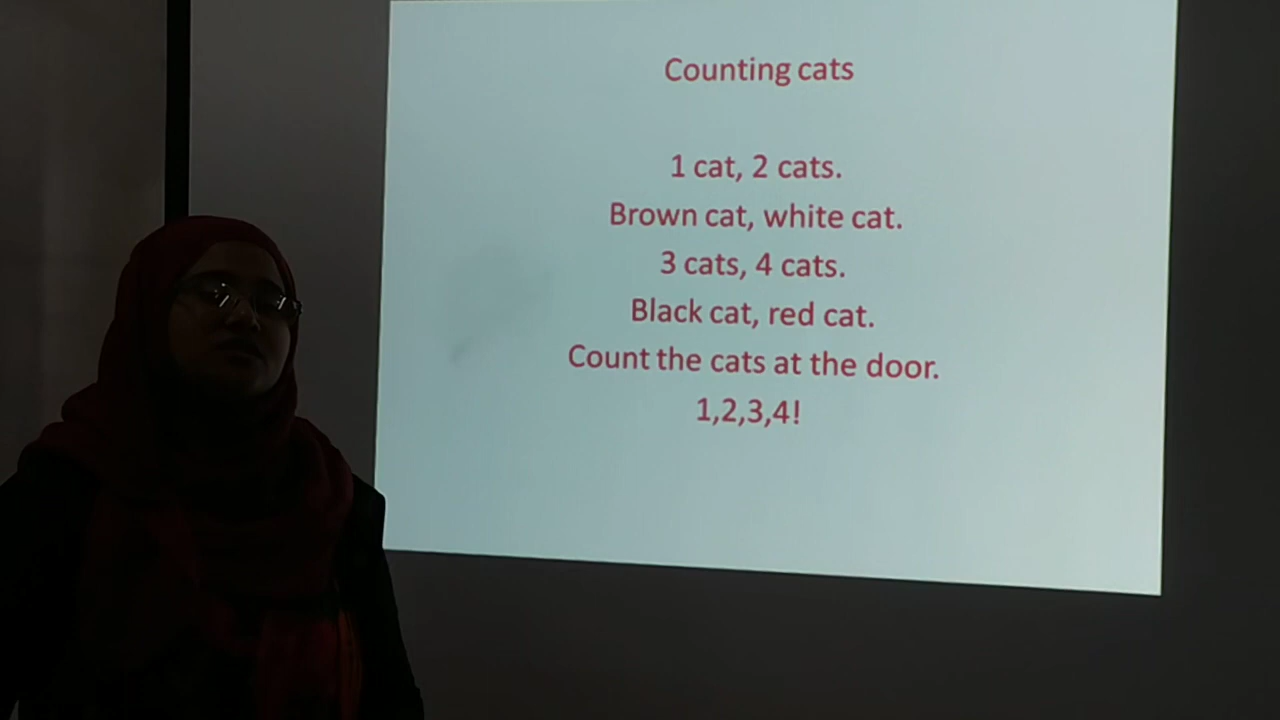 Counting cats
1 cat, 2 cats.
Brown cat, white cat.
3 cats, 4 cats.
Black cat, red cat.
Count the cats at the door.
1,2,3,4!